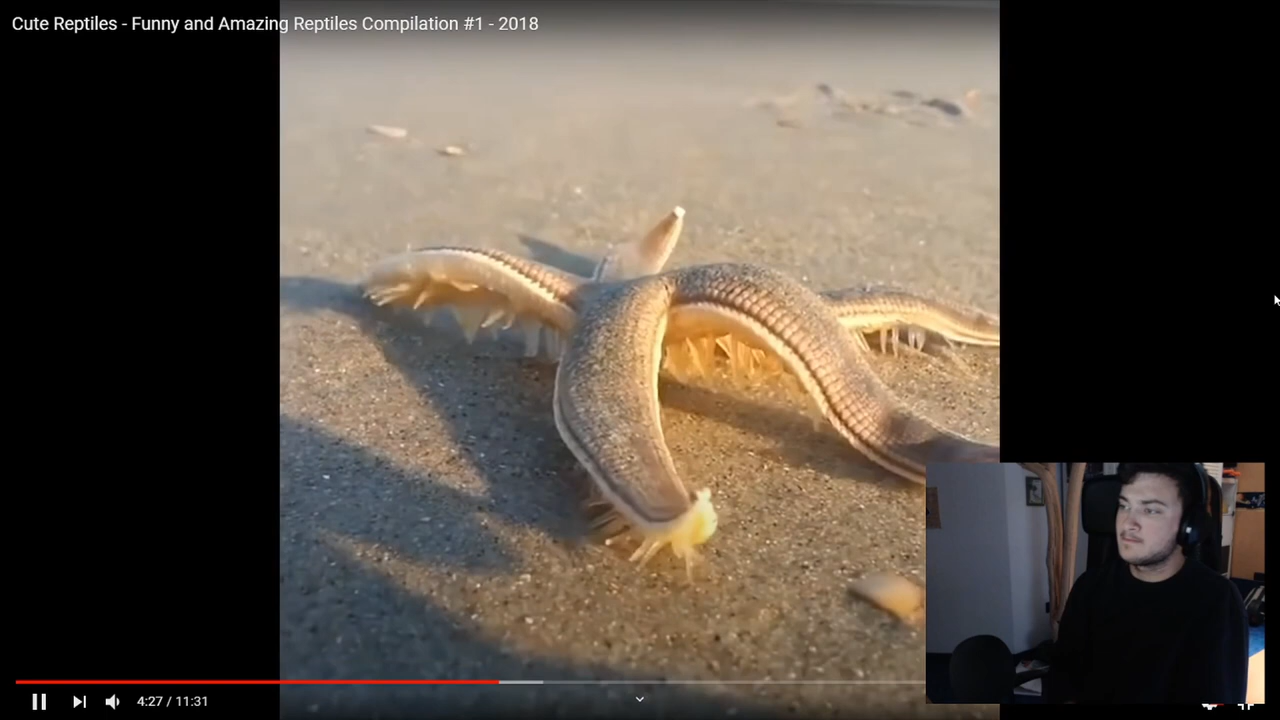 Cute Reptiles - Funny and Amazing Reptiles Compilation #1 - 2018
4:27 / 11:31